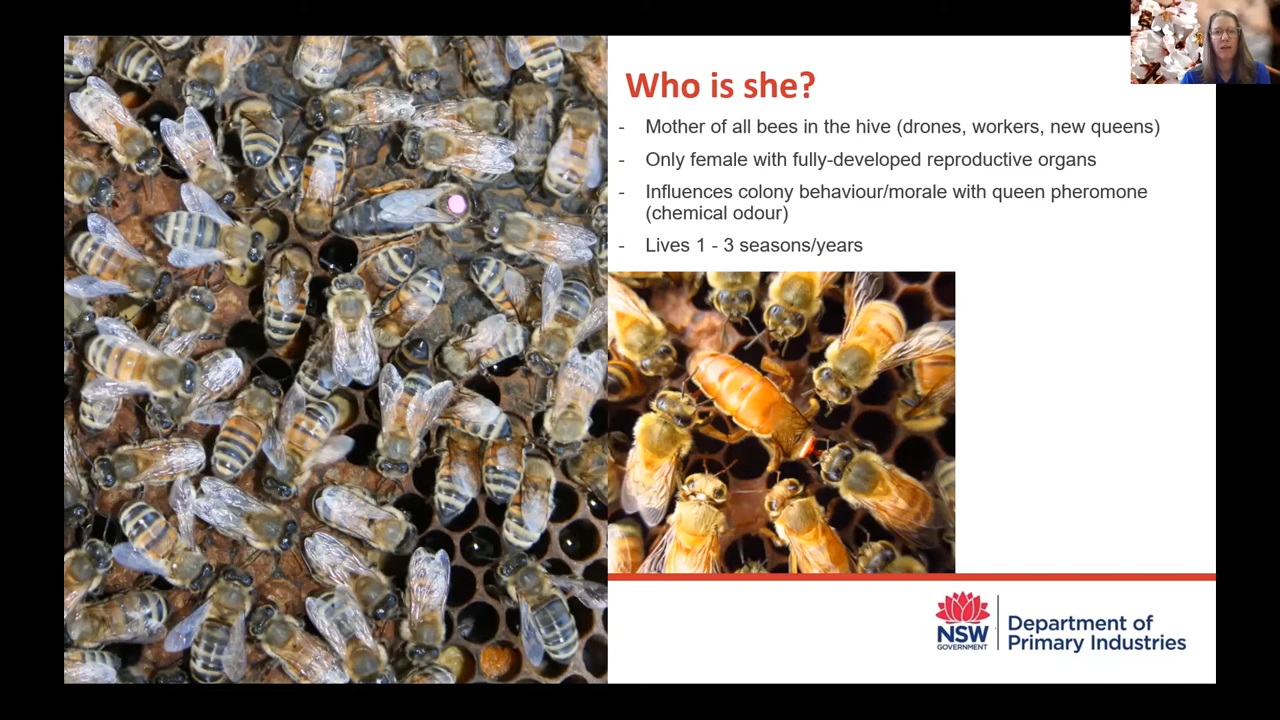 Who is she?
- Mother of all bees in the hive (drones, workers, new queens)
- Only female with fully-developed reproductive organs
- Influences colony behaviour/morale with queen pheromone
(chemical odour)
- Lives 1 - 3 seasons/years
NSW
GOVERNMENT
Department of
Primary Industries